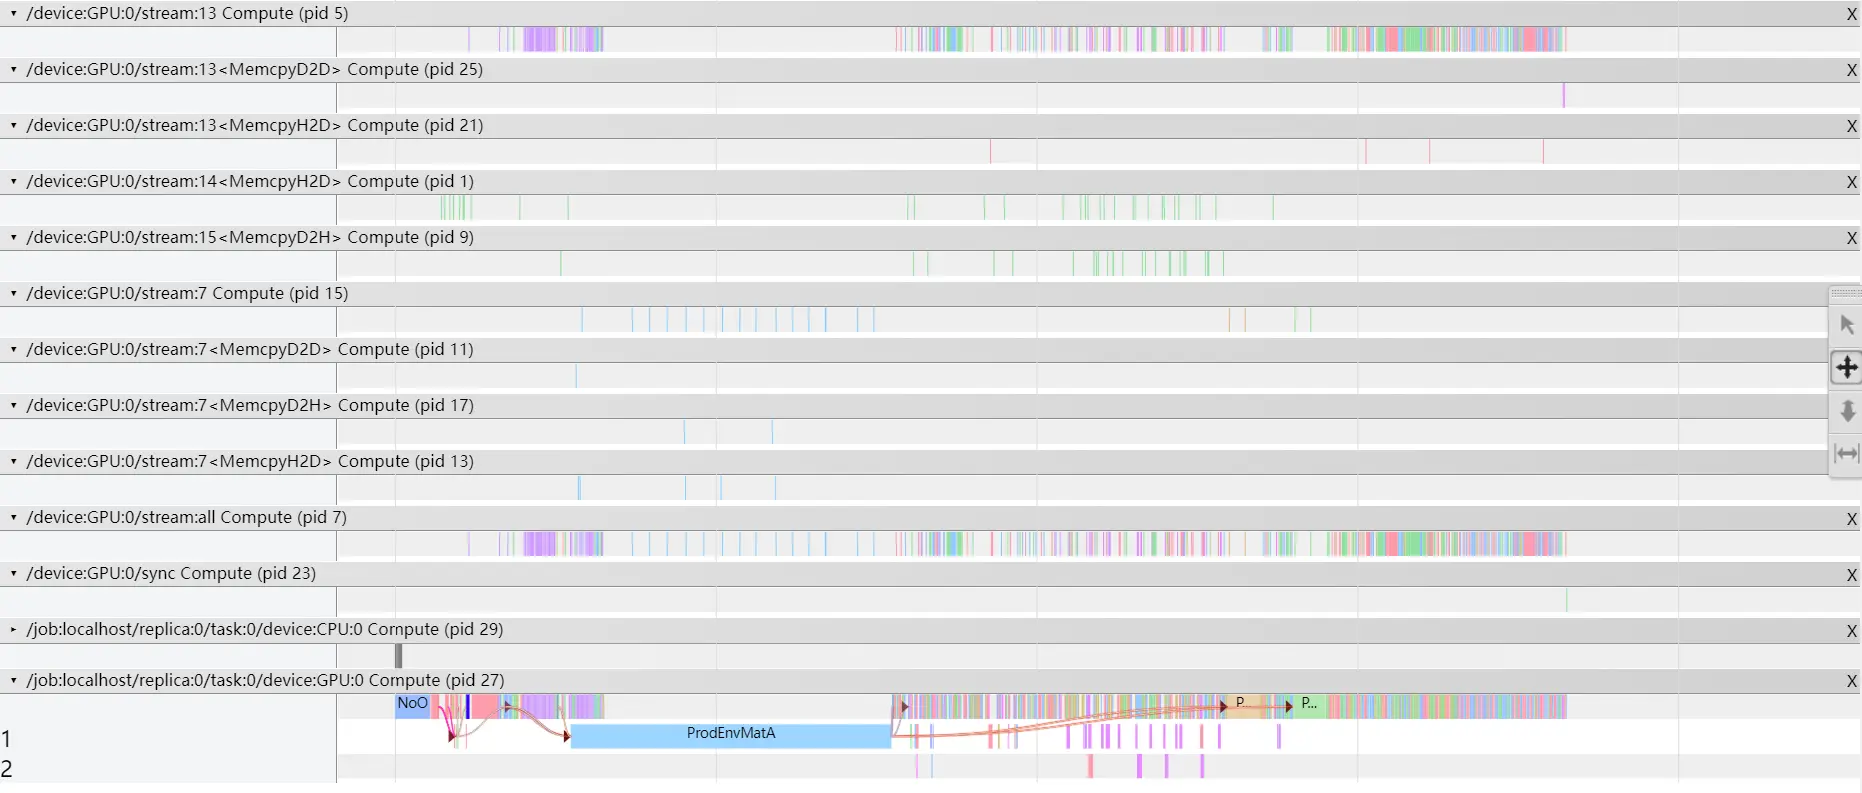 /device:GPU:0/stream:13 Compute (pid 5) X
/device:GPU:0/stream:13<MemcpyD2D> Compute (pid 25) X
/device:GPU:0/stream:13<MemcpyH2D> Compute (pid 21) X
/device:GPU:0/stream:14<MemcpyH2D> Compute (pid 1) X
/device:GPU:0/stream:15<MemcpyD2H> Compute (pid 9) X
/device:GPU:0/stream:7 Compute (pid 15)
/device:GPU:0/stream:7<MemcpyD2D> Compute (pid 11)
/device:GPU:0/stream:7<MemcpyD2H> Compute (pid 17)
/device:GPU:0/stream:7<MemcpyH2D> Compute (pid 13)
/device:GPU:0/stream:all Compute (pid 7) X
/device:GPU:0/sync Compute (pid 23) X
/job:localhost/replica:0/task:0/device:CPU:0 Compute (pid 29) X
/job:localhost/replica:0/task:0/device:GPU:0 Compute (pid 27) X
NoO P... P...
1 ProdEnvMatA
2